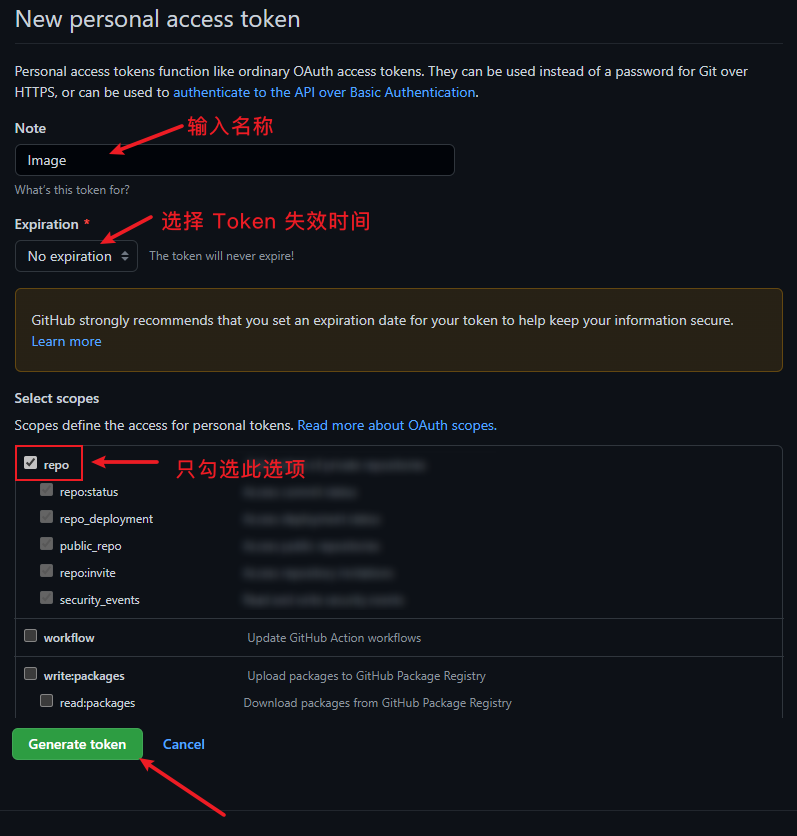 New personal access token
Personal access tokens function like ordinary OAuth access tokens. They can be used instead of a password for Git over
HTTPS, or can be used to authenticate to the API over Basic Authentication.
Note
输入名称
Image
What's this token for?
Expiration *
选择 Token 失效时间
No expiration
The token will never expire!
GitHub strongly recommends that you set an expiration date for your token to help keep your information secure.
Learn more
Select scopes
Scopes define the access for personal tokens. Read more about OAuth scopes.
repo
只勾选此选项
repo:status
repo_deployment
public_repo
repo:invite
security_events
workflow Update GitHub Action workflows
write:packages Upload packages to GitHub Package Registry
read:packages Download packages from GitHub Package Registry
Generate token Cancel